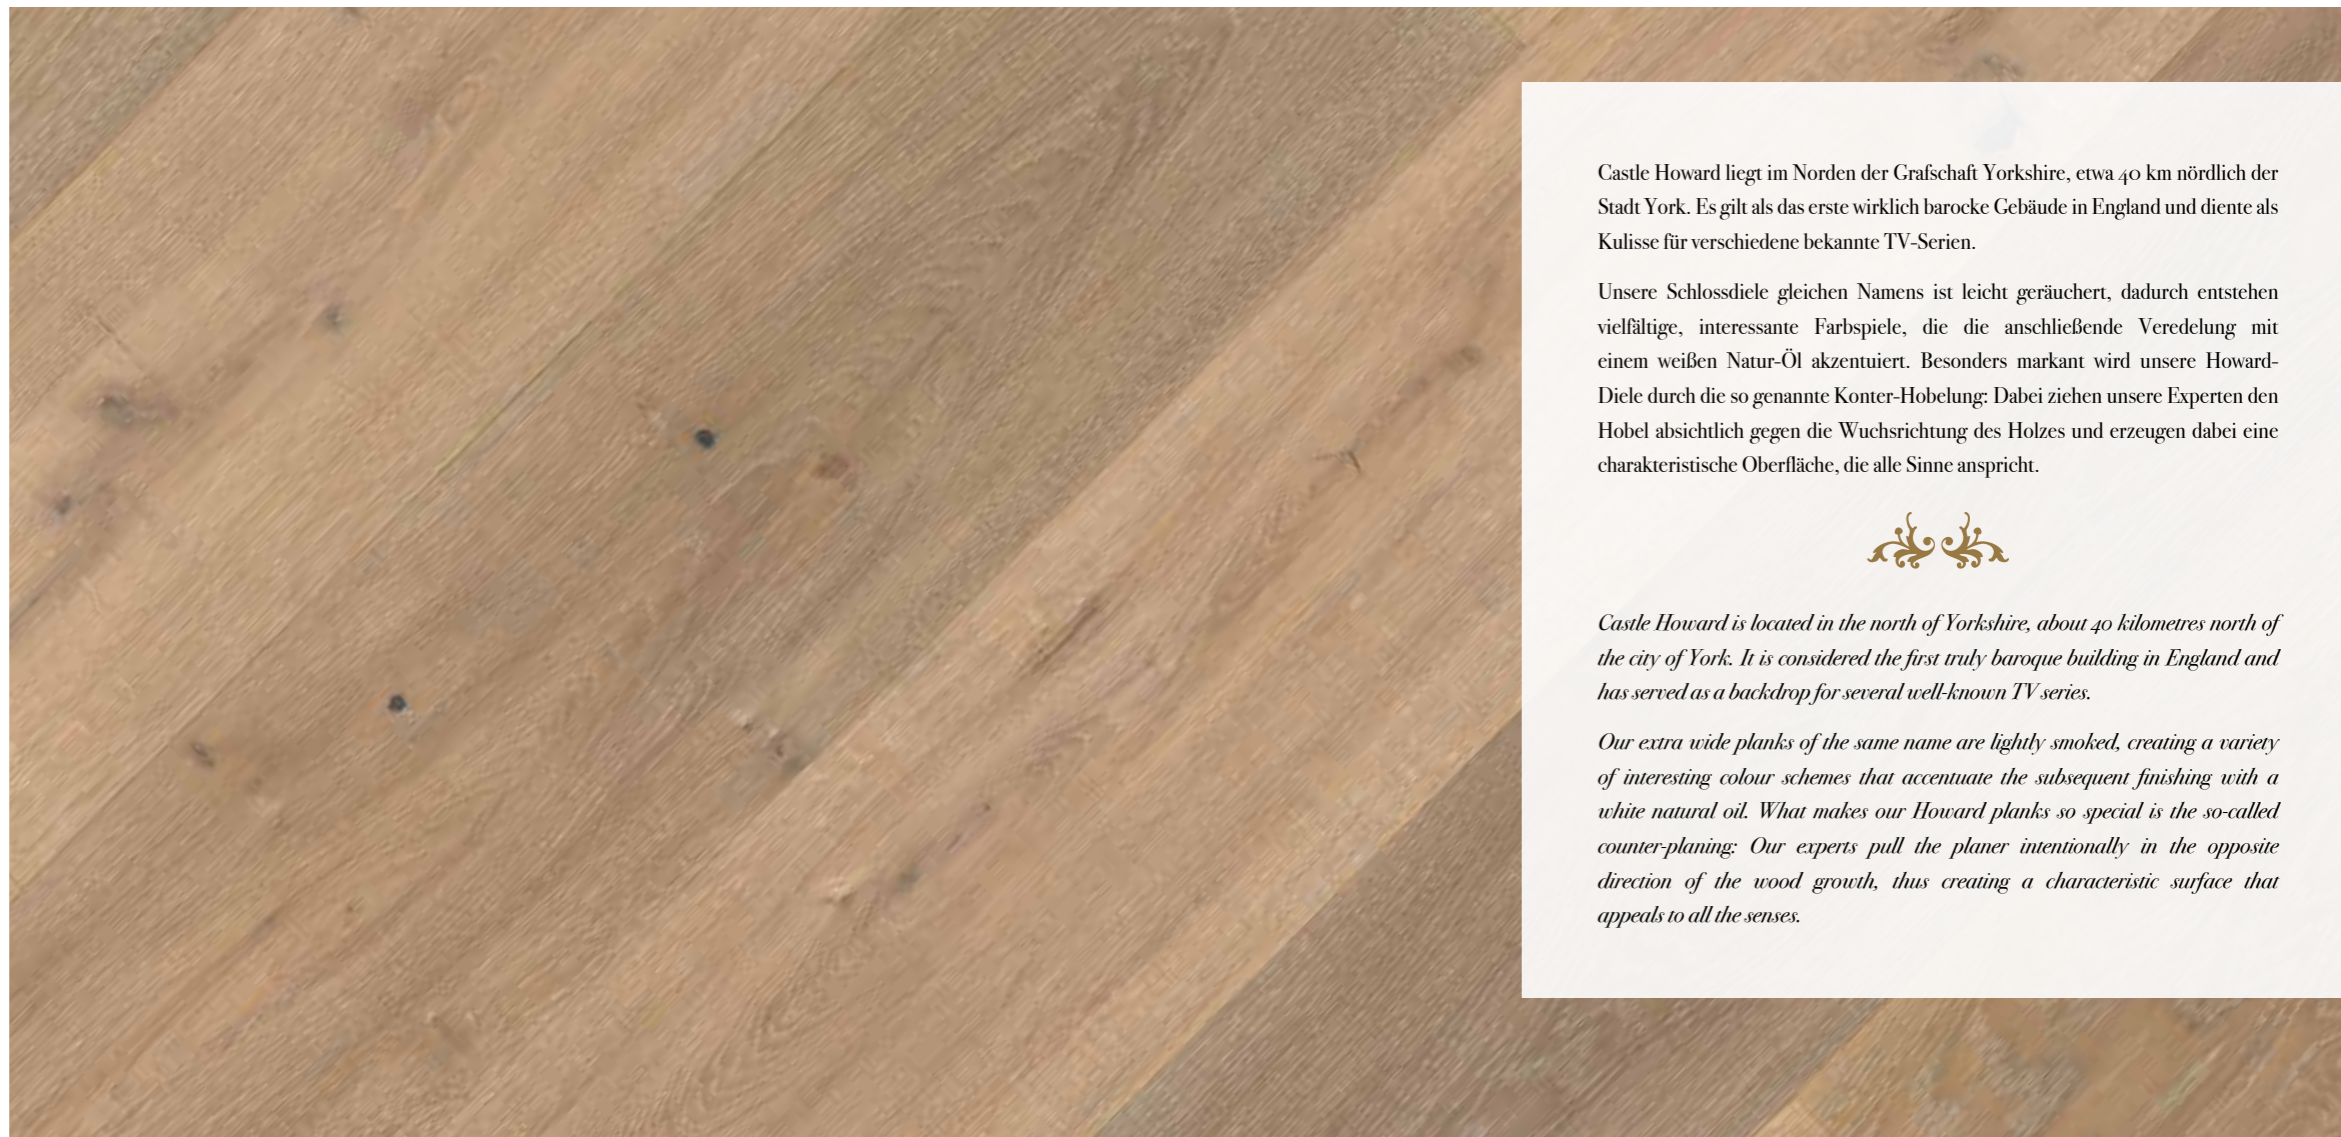 Castle Howard liegt im Norden der Grafschaft Yorkshire, etwa 40 km nördlich der
Stadt York. Es gilt als das erste wirklich barocke Gebäude in England und diente als
Kulisse für verschiedene bekannte TV-Serien.
Unsere Schlossdiele gleichen Namens ist leicht geräuchert, dadurch entstehen
vielfältige, interessante Farbspiele, die die anschließende Veredelung mit
einem weißen Natur-Öl akzentuiert. Besonders markant wird unsere Howard-
Diele durch die so genannte Konter-Hobelung: Dabei ziehen unsere Experten den
Hobel absichtlich gegen die Wuchsrichtung des Holzes und erzeugen dabei eine
charakteristische Oberfläche, die alle Sinne anspricht.
Castle Howard is located in the north of Yorkshire, about 40 kilometres north of
the city of York. It is considered the first truly baroque building in England and
has served as a backdrop for several well-known TV series.
Our extra wide planks of the same name are lightly smoked, creating a variety
of interesting colour schemes that accentuate the subsequent finishing with a
white natural oil. What makes our Howard planks so special is the so-called
counter-planing: Our experts pull the planer intentionally in the opposite
direction of the wood growth, thus creating a characteristic surface that
appeals to all the senses.